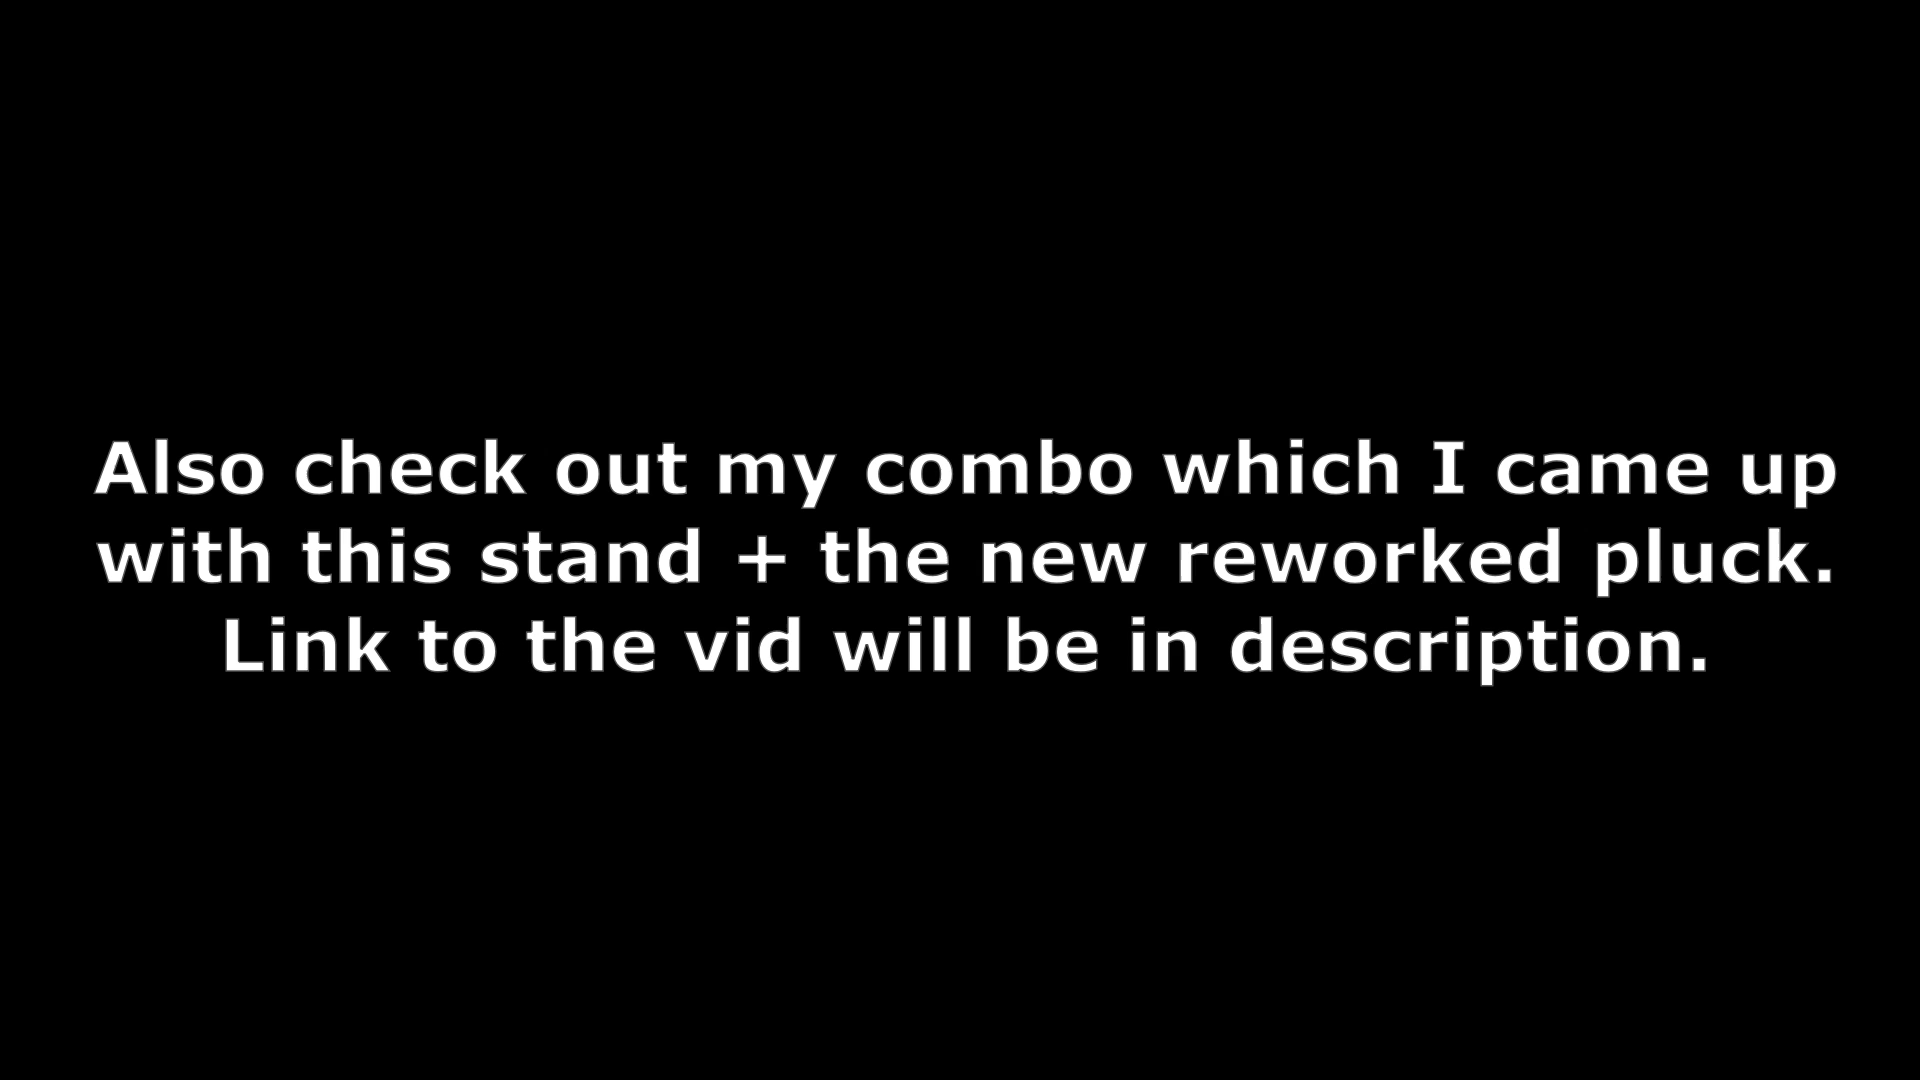 Also check out my combo which I came up
with this stand + the new reworked pluck.
Link to the vid will be in description.